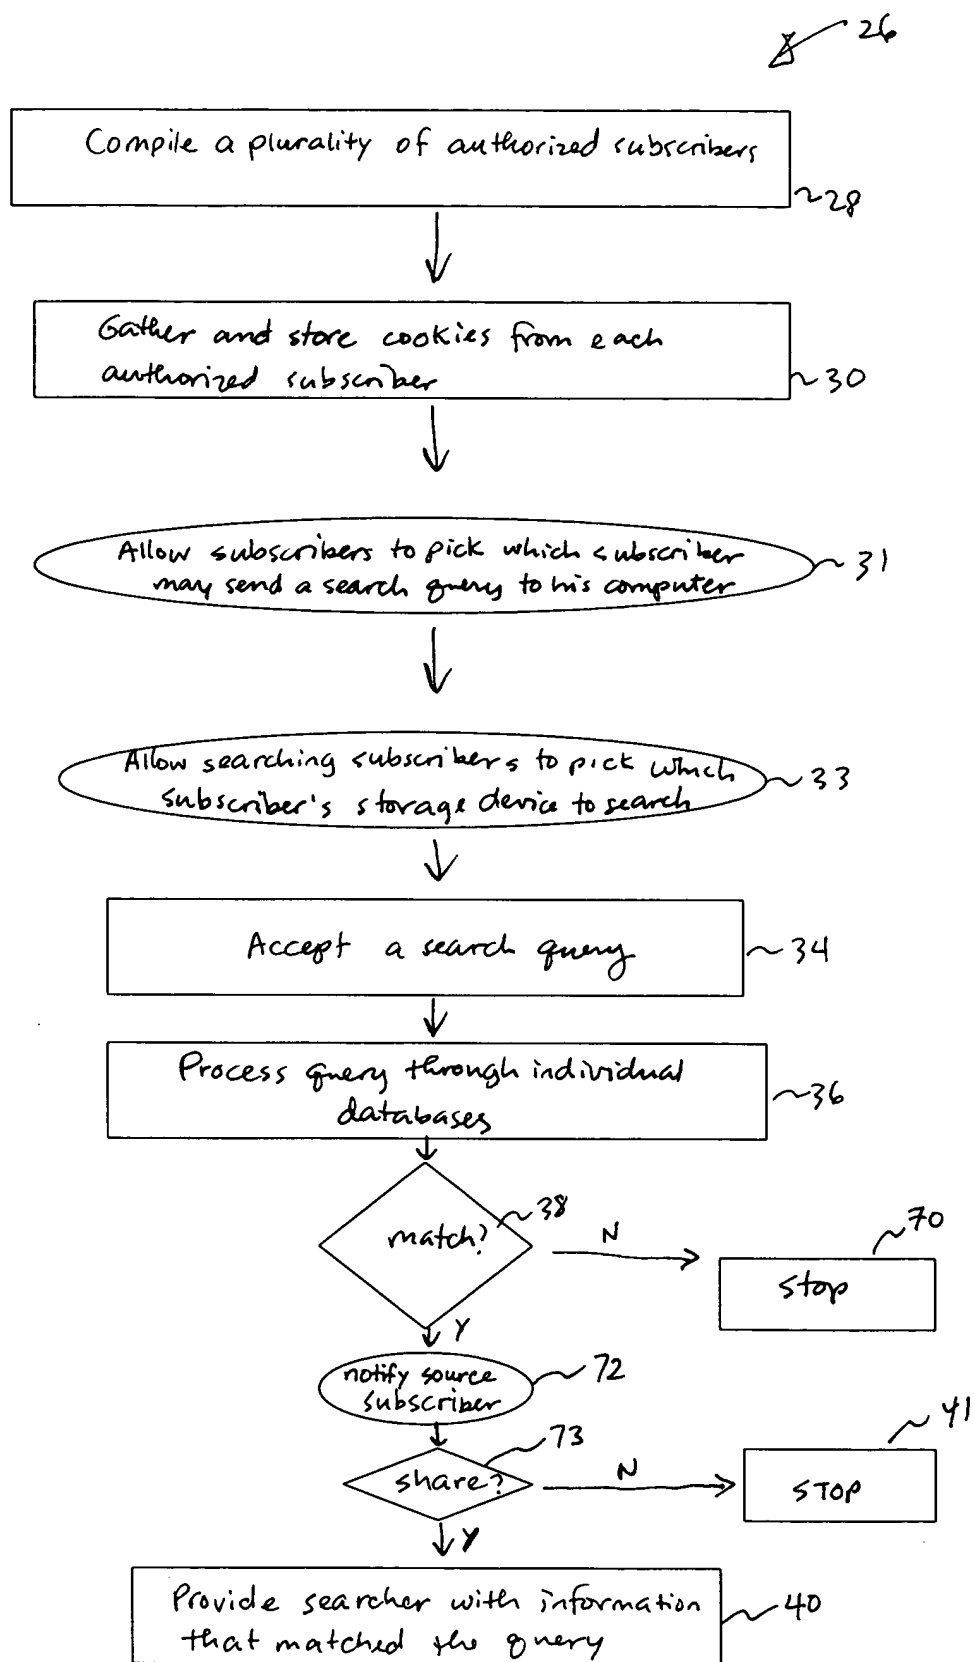 26
Compile a plurality of authorized subscribers
28
Gather and store cookies from each
authorized subscriber
30
Allow subscribers to pick which subscriber
may send a search query to his computer
31
Allow searching subscribers to pick which
subscriber's storage device to search
33
Accept a search query
34
Process query through individual
databases
36
match?
38
N
70
stop
Y
notify source
subscriber
72
share?
73
N
41
STOP
Y
Provide searcher with information
that matched the query
40